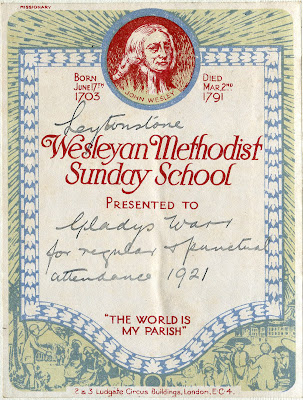 MISSIONARY
BORN
JUNE 17TH
1703
DIED
MAR. 2ND
1791
JOHN WESLEY
Leytonstone
Wesleyan Methodist
Sunday School
PRESENTED TO
Gladys Warr
for regular & punctual
attendance 1921
"THE WORLD IS
MY PARISH"
2 & 3 Ludgate Circus Buildings, London, E.C.4.